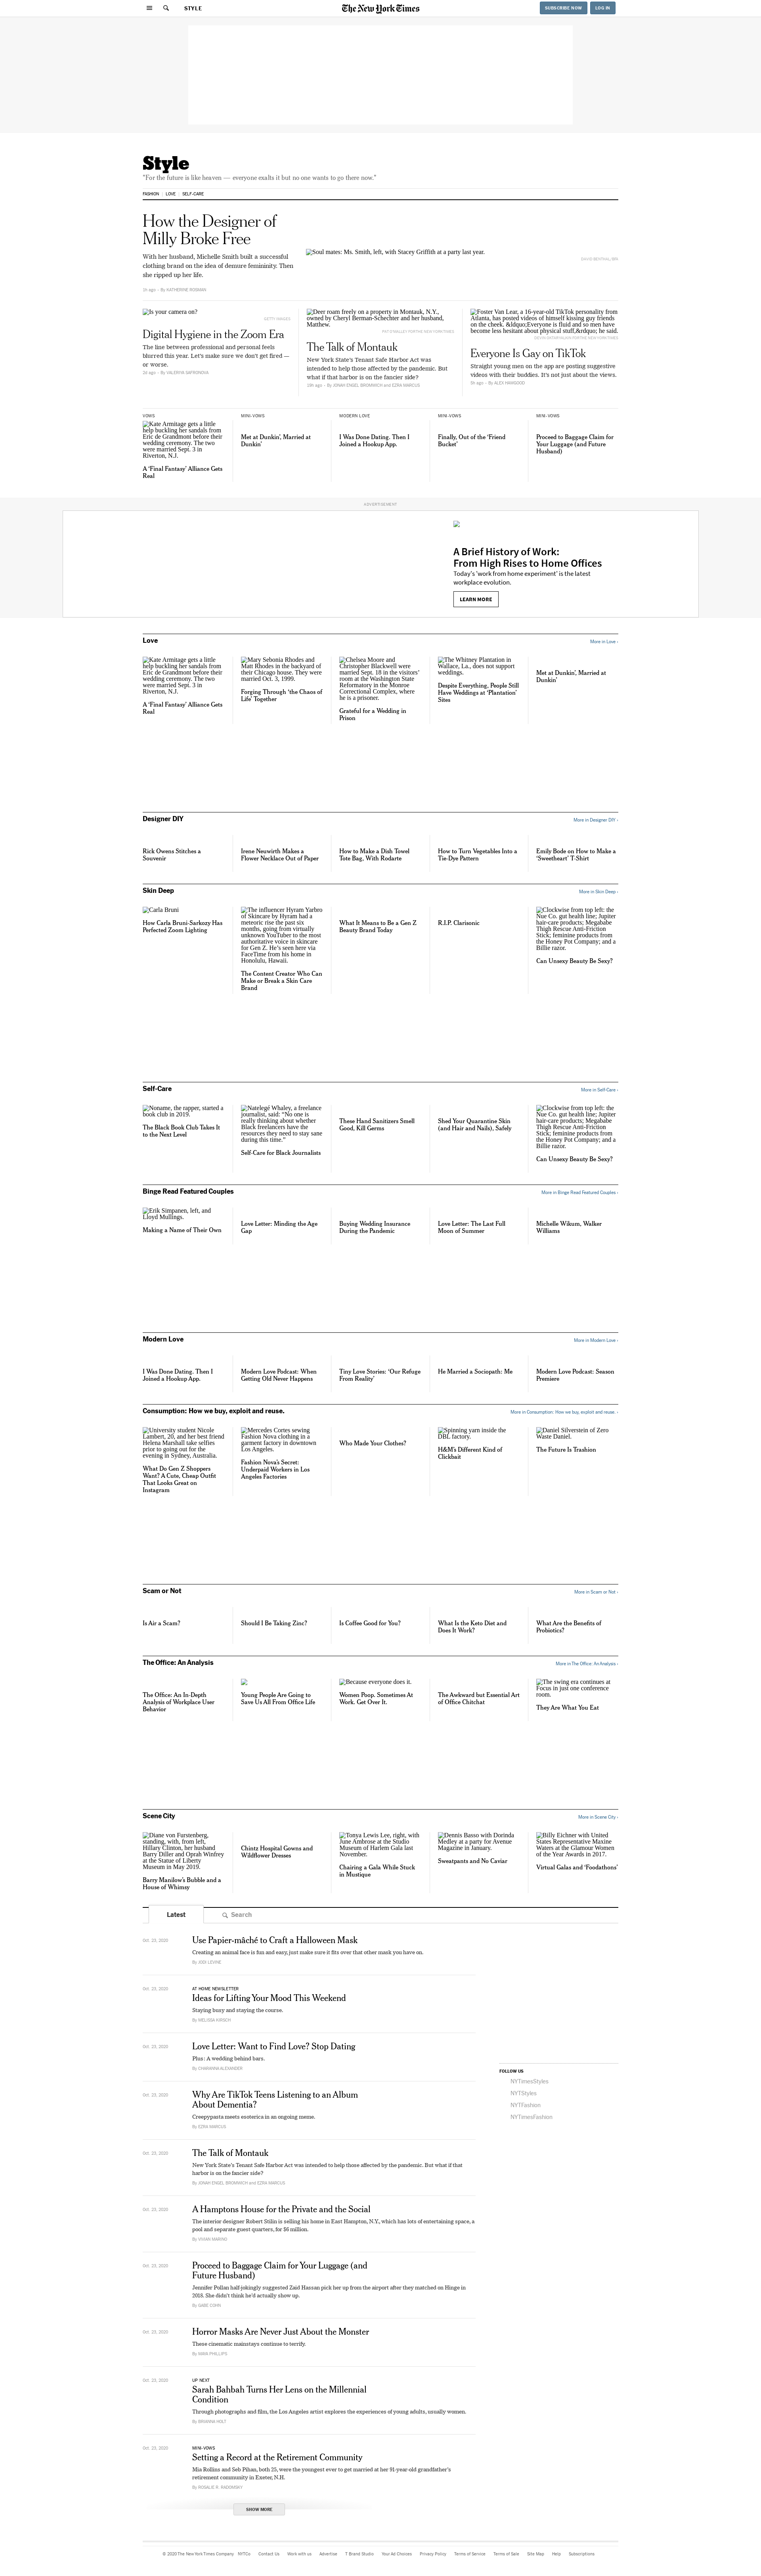 STYLE
The New York Times
SUBSCRIBE NOW
LOG IN
Style
"For the future is like heaven — everyone exalts it but no one wants to go there now."
FASHION
LOVE
SELF-CARE
How the Designer of
Milly Broke Free
With her husband, Michelle Smith built a successful
clothing brand on the idea of demure femininity. Then
she ripped up her life.
1h ago · By KATHERINE ROSMAN
Soul mates: Ms. Smith, left, with Stacey Griffith at a party last year.
Is your camera on?
GETTY IMAGES
Digital Hygiene in the Zoom Era
The line between professional and personal feels
blurred this year. Let's make sure we don't get fired —
or worse.
2d ago · By VALERIYA SAFRONOVA
Deer roam freely on a property in Montauk, N.Y.,
owned by Cheryl Berman-Schechter and her husband,
Matthew.
The Talk of Montauk
New York State's Tenant Safe Harbor Act was
intended to help those affected by the pandemic. But
what if that harbor is on the fancier side?
10h ago · By JONAH ENGEL BROMWICH and EZRA MARCUS
Foster Van Lear, a 16-year-old TikTok personality from
Atlanta, has posted videos of himself kissing guy friends
on the cheek. &ldquo;Everyone is fluid and so men have
become less hesitant about physical stuff,&rdquo; he said.
Everyone Is Gay on TikTok
Straight young men on the app are posting suggestive
videos with their buddies. It's not just about the views.
5h ago · By ALEX HAWGOOD
VOWS
Kate Armitage gets a little
help buckling her sandals from
Eric de Grandmont before their
wedding ceremony. The two
were married Sept. 3 in
Riverton, N.J.
A 'Final Fantasy' Alliance Gets
Real
MINI-VOWS
Met at Dunkin', Married at
Dunkin'
MODERN LOVE
I Was Done Dating. Then I
Joined a Hookup App.
MINI-VOWS
Finally, Out of the 'Friend
Bucket'
MINI-VOWS
Proceed to Baggage Claim for
Your Luggage (and Future
Husband)
ADVERTISEMENT
A Brief History of Work:
From High Rises to Home Offices
Today's 'work from home experiment' is the latest
workplace evolution.
LEARN MORE
Love
More in Love ›
Kate Armitage gets a little
help buckling her sandals from
Eric de Grandmont before their
wedding ceremony. The two
were married Sept. 3 in
Riverton, N.J.
A 'Final Fantasy' Alliance Gets
Real
Mary Sebonia Rhodes and
Matt Rhodes in the backyard of
their Chicago house. They were
married Oct. 3, 1999.
Forging Through 'the Chaos of
Life' Together
Chelsea Moore and
Christopher Blackwell were
married Sept. 18 in the visitors'
area at the Washington State
Reformatory in the Monroe
Correctional Complex, where
he is a prisoner.
Grateful for a Wedding in
Prison
The Whitney Plantation in
Wallace, La., does not support
weddings.
Despite Everything, People Still
Have Weddings at 'Plantation'
Sites
Met at Dunkin', Married at
Dunkin'
Designer DIY
More in Designer DIY ›
Rick Owens Stitches a
Souvenir
Irene Neuwirth Makes a
Flower Necklace Out of Paper
How to Make a Dish Towel
Tote Bag, With Rodarte
How to Turn Vegetables Into a
Tie-Dye Pattern
Emily Bode on How to Make a
'Sweetheart' T-Shirt
Skin Deep
More in Skin Deep ›
Carla Bruni
How Carla Bruni-Sarkozy Has
Perfected Zoom Lighting
The influencer Hyram Yarbro
of Skincare by Hyram had a
meteoric rise the past six
months, going from virtually
unknown YouTuber to the most
authoritative voice in skincare
for Gen Z. He's seen here via
FaceTime from his home in
Honolulu, Hawaii.
The Content Creator Who Can
Make or Break a Skin Care
Brand
What It Means to Be a Gen Z
Beauty Brand Today
R.I.P. Clarisonic
Clockwise from top left: the
Nue Co. gut health line; Jupiter
hair-care products; Megababe
Thigh Rescue Anti-Friction
Stick; feminine products from
the Honey Pot Company; and a
Billie razor.
Can Unsexy Beauty Be Sexy?
Self-Care
More in Self-Care ›
Noname, the rapper, started a
book club in 2019.
The Black Book Club Takes It
to the Next Level
Natelegé Whaley, a freelance
journalist, said: "No one is
really thinking about whether
Black freelancers have the
resources they need to stay sane
during this time."
Self-Care for Black Journalists
These Hand Sanitizers Smell
Good, Kill Germs
Shed Your Quarantine Skin
(and Hair and Nails), Safely
Clockwise from top left: the
Nue Co. gut health line; Jupiter
hair-care products; Megababe
Thigh Rescue Anti-Friction
Stick; feminine products from
the Honey Pot Company; and a
Billie razor.
Can Unsexy Beauty Be Sexy?
Binge Read Featured Couples
More in Binge Read Featured Couples ›
Erik Simpanen, left, and
Lloyd Mullings.
Making a Name of Their Own
Love Letter: Minding the Age
Gap
Buying Wedding Insurance
During the Pandemic
Love Letter: The Last Full
Moon of Summer
Michelle Wikum, Walker
Williams
Modern Love
More in Modern Love ›
I Was Done Dating. Then I
Joined a Hookup App.
Modern Love Podcast: When
Getting Old Never Happens
Tiny Love Stories: 'Our Refuge
From Reality'
He Married a Sociopath: Me
Modern Love Podcast: Season
Premiere
Consumption: How we buy, exploit and reuse.
More in Consumption: How we buy, exploit and reuse. ›
University student Nicole
Lambert, 20, and her best friend
Helena Marshall take selfies
prior to going out for the
evening in Sydney, Australia.
What Do Gen Z Shoppers
Want? A Cute, Cheap Outfit
That Looks Great on
Instagram
Mercedes Cortes sewing
Fashion Nova clothing in a
garment factory in downtown
Los Angeles.
Fashion Nova's Secret:
Underpaid Workers in Los
Angeles Factories
Who Made Your Clothes?
Spinning yarn inside the
DBL factory.
H&M's Different Kind of
Clickbait
Daniel Silverstein of Zero
Waste Daniel.
The Future Is Trashion
Scam or Not
More in Scam or Not ›
Is Air a Scam?
Should I Be Taking Zinc?
Is Coffee Good for You?
What Is the Keto Diet and
Does It Work?
What Are the Benefits of
Probiotics?
The Office: An Analysis
More in The Office: An Analysis ›
The Office: An In-Depth
Analysis of Workplace User
Behavior
Young People Are Going to
Save Us All From Office Life
Because everyone does it.
Women Poop. Sometimes At
Work. Get Over It.
The Awkward but Essential Art
of Office Chitchat
The swing era continues at
Focus in just one conference
room.
They Are What You Eat
Scene City
More in Scene City ›
Diane von Furstenberg,
standing, with, from left,
Hillary Clinton, her husband
Barry Diller and Oprah Winfrey
at the Statue of Liberty
Museum in May 2019.
Barry Manilow's Bubble and a
House of Whimsy
Chintz Hospital Gowns and
Wildflower Dresses
Tonya Lewis Lee, right, with
June Ambrose at the Studio
Museum of Harlem Gala last
November.
Chairing a Gala While Stuck
in Mustique
Dennis Basso with Dorinda
Medley at a party for Avenue
Magazine in January.
Sweatpants and No Caviar
Billy Eichner with United
States Representative Maxine
Waters at the Glamour Women
of the Year Awards in 2017.
Virtual Galas and 'Foodathons'
Latest
Search
Oct. 23, 2020
Use Papier-mâché to Craft a Halloween Mask
Creating an animal face is fun and easy, just make sure it fits over that other mask you have on.
By JODI LEVINE
Oct. 23, 2020
AT HOME NEWSLETTER
Ideas for Lifting Your Mood This Weekend
Staying busy and staying the course.
By MELISSA KIRSCH
Oct. 23, 2020
Love Letter: Want to Find Love? Stop Dating
Plus: A wedding behind bars.
By CHARANNA ALEXANDER
Oct. 23, 2020
Why Are TikTok Teens Listening to an Album
About Dementia?
Creepypasta meets esoterica in an ongoing meme.
By EZRA MARCUS
Oct. 23, 2020
The Talk of Montauk
New York State's Tenant Safe Harbor Act was intended to help those affected by the pandemic. But what if that
harbor is on the fancier side?
By JONAH ENGEL BROMWICH and EZRA MARCUS
Oct. 23, 2020
A Hamptons House for the Private and the Social
The interior designer Robert Stilin is selling his home in East Hampton, N.Y., which has lots of entertaining space, a
pool and separate guest quarters, for $6 million.
By VIVIAN MARINO
Oct. 23, 2020
Proceed to Baggage Claim for Your Luggage (and
Future Husband)
Jennifer Pollan half-jokingly suggested Zaid Hassan pick her up from the airport after they matched on Hinge in
2018. She didn't think he'd actually show up.
By GABE COHN
Oct. 23, 2020
Horror Masks Are Never Just About the Monster
These cinematic mainstays continue to terrify.
By MAYA PHILLIPS
Oct. 23, 2020
UP NEXT
Sarah Bahbah Turns Her Lens on the Millennial
Condition
Through photographs and film, the Los Angeles artist explores the experiences of young adults, usually women.
By BRIANNA HOLT
Oct. 23, 2020
MINI-VOWS
Setting a Record at the Retirement Community
Mia Rollins and Seb Pihan, both 25, were the youngest ever to get married at her 91-year-old grandfather's
retirement community in Exeter, N.H.
By ROSALIE R. RADOMSKY
SHOW MORE
FOLLOW US
NYTimesStyles
NYTStyles
NYTFashion
NYTimesFashion
© 2020 The New York Times Company
NYTCo
Contact Us
Work with us
Advertise
T Brand Studio
Your Ad Choices
Privacy Policy
Terms of Service
Terms of Sale
Site Map
Help
Subscriptions